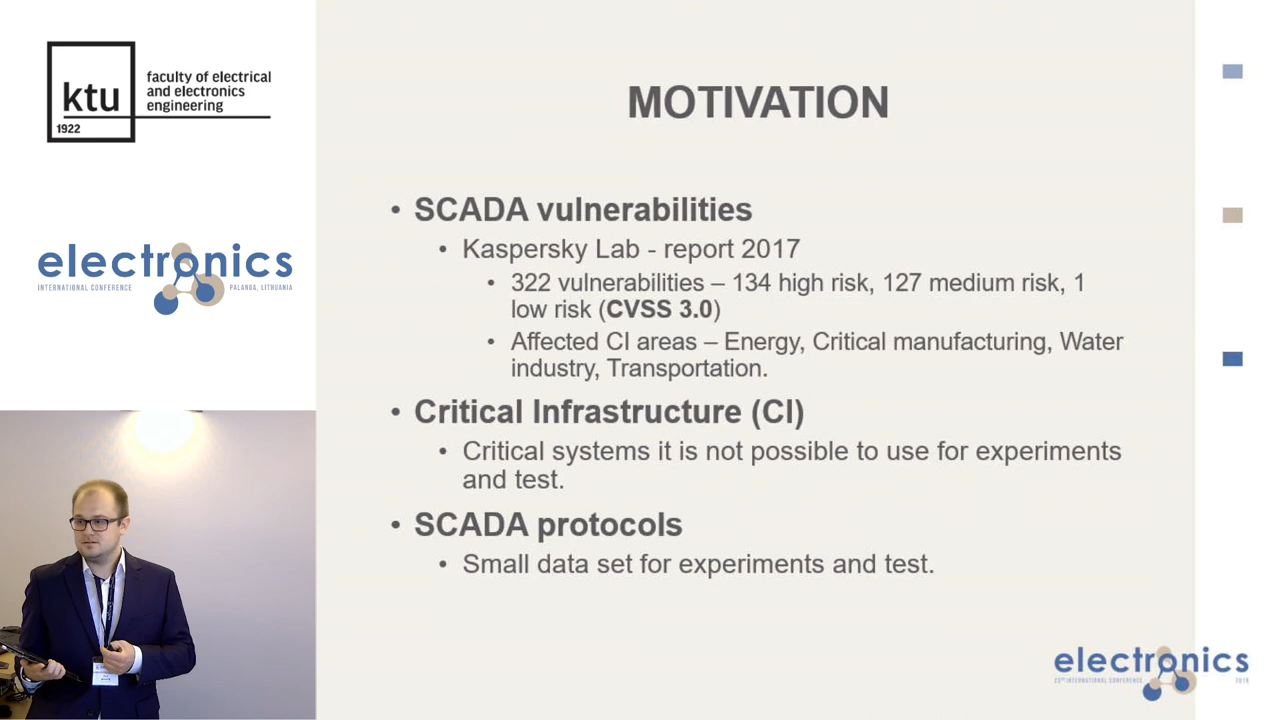 ktu
1922
faculty of electrical
and electronics
engineering
electronics
INTERNATIONAL CONFERENCE
PALANGA, LITHUANIA
MOTIVATION
• SCADA vulnerabilities
• Kaspersky Lab - report 2017
• 322 vulnerabilities – 134 high risk, 127 medium risk, 1
low risk (CVSS 3.0)
• Affected CI areas – Energy, Critical manufacturing, Water
industry, Transportation.
• Critical Infrastructure (CI)
• Critical systems it is not possible to use for experiments
and test.
• SCADA protocols
• Small data set for experiments and test.
electronics
INTERNATIONAL CONFERENCE